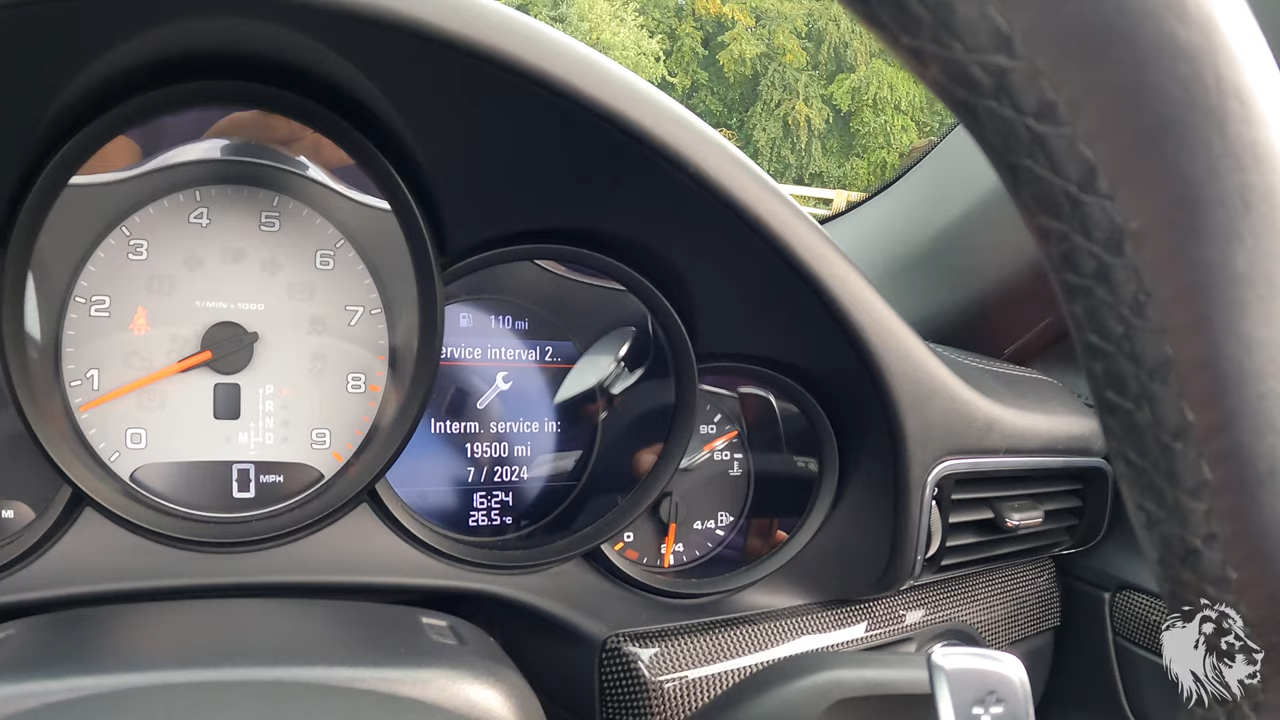 4
5
3
6
2
7
1/MIN x 1000
1
8
P
R
N
M D
0
9
0 MPH
MI
110 mi
ervice interval 2..
Interm. service in:
19500 mi
7 / 2024
16:24
26.5 °C
90
60
4/4
0
2/4